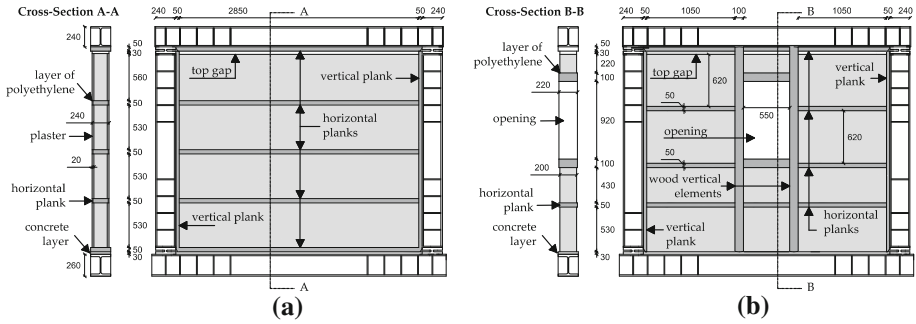 Cross-Section A-A
240 50 2850 A 50 240
240
50
30
layer of
polyethylene
560
top gap
vertical plank
50
240
plaster
530
horizontal
planks
50
20
530
horizontal
plank
50
vertical plank
530
concrete
layer
50
30
260
A
(a)
Cross-Section B-B
240 50 1050 100 B 1050 50 240
50
30
220
layer of
polyethylene
100
top gap
620
vertical
plank
220
50
550
opening
920
opening
620
50
200
100
wood vertical
elements
430
horizontal
plank
50
horizontal
planks
vertical
plank
530
concrete
layer
50
30
B
(b)